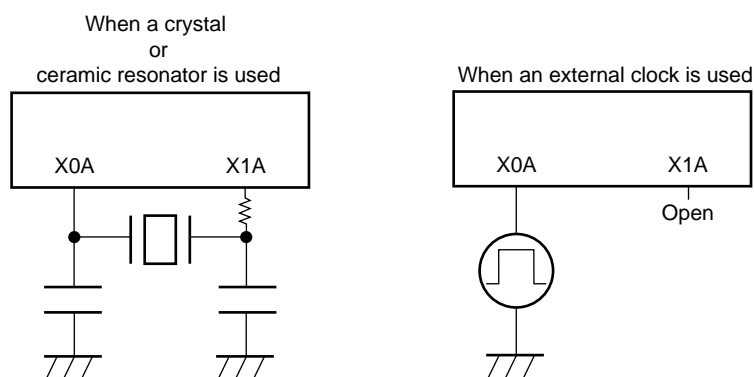 When a crystal
or
ceramic resonator is used
X0A
X1A
When an external clock is used
X0A
X1A
Open